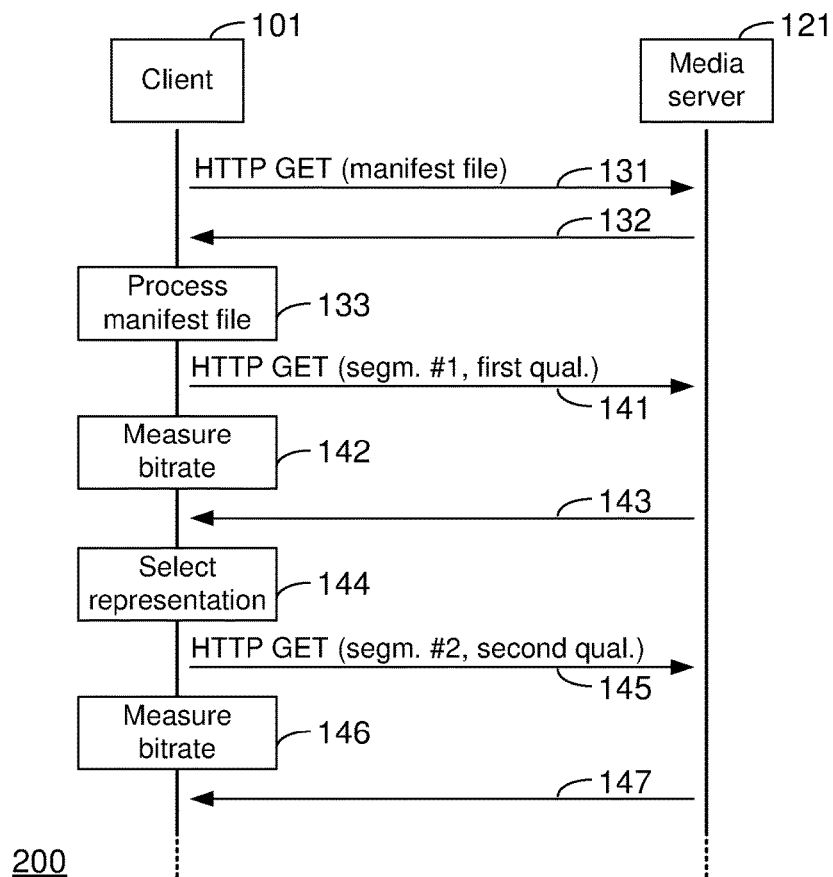 101
121
Client
Media
server
HTTP GET (manifest file)
131
132
Process
manifest file
133
HTTP GET (segm. #1, first qual.)
141
Measure
bitrate
142
143
Select
representation
144
HTTP GET (segm. #2, second qual.)
145
Measure
bitrate
146
147
200